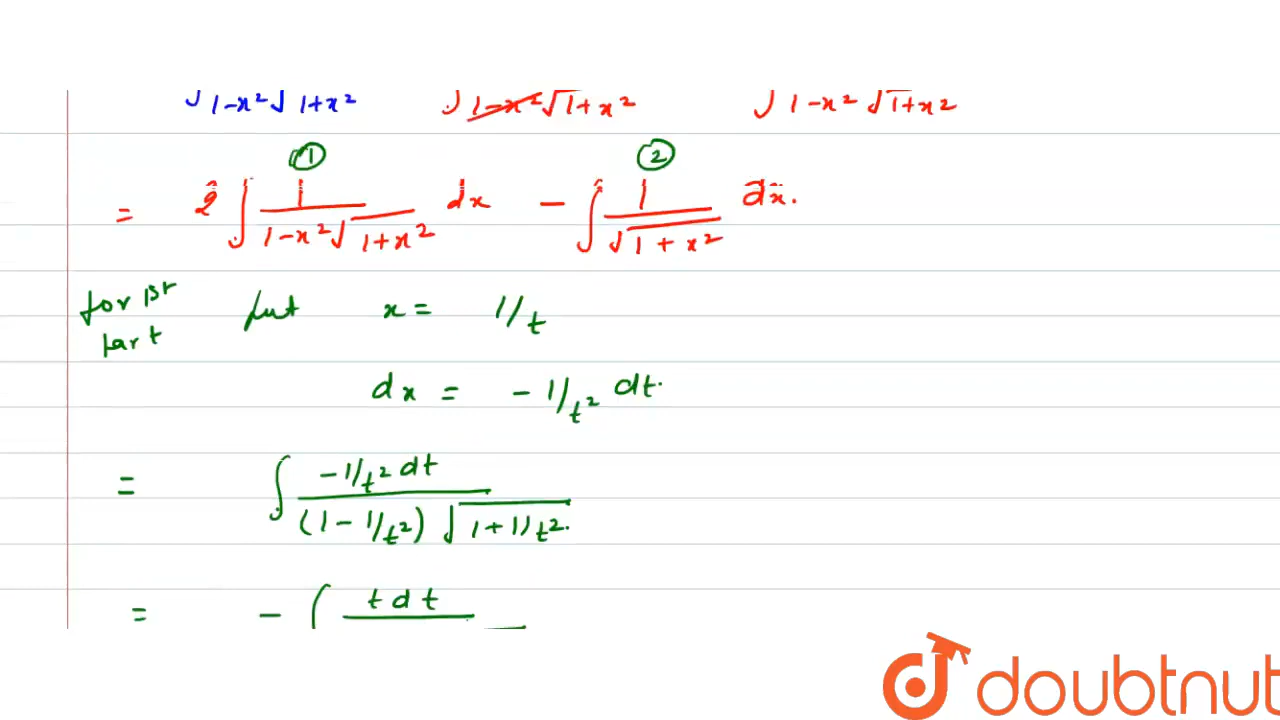 ∫ 1-x²√1+x² ∫ 1-x²√1+x² ∫ 1-x² √1+x²
① ②
= 2 ∫ 1/(1-x²√1+x²) dx - ∫ 1/√1+x² dx.
for Ist Put x = 1/t
part
dx = -1/t² dt.
= ∫ -1/t² dt / (1-1/t²) √1+1/t².
= - ∫ t dt
doubtnut